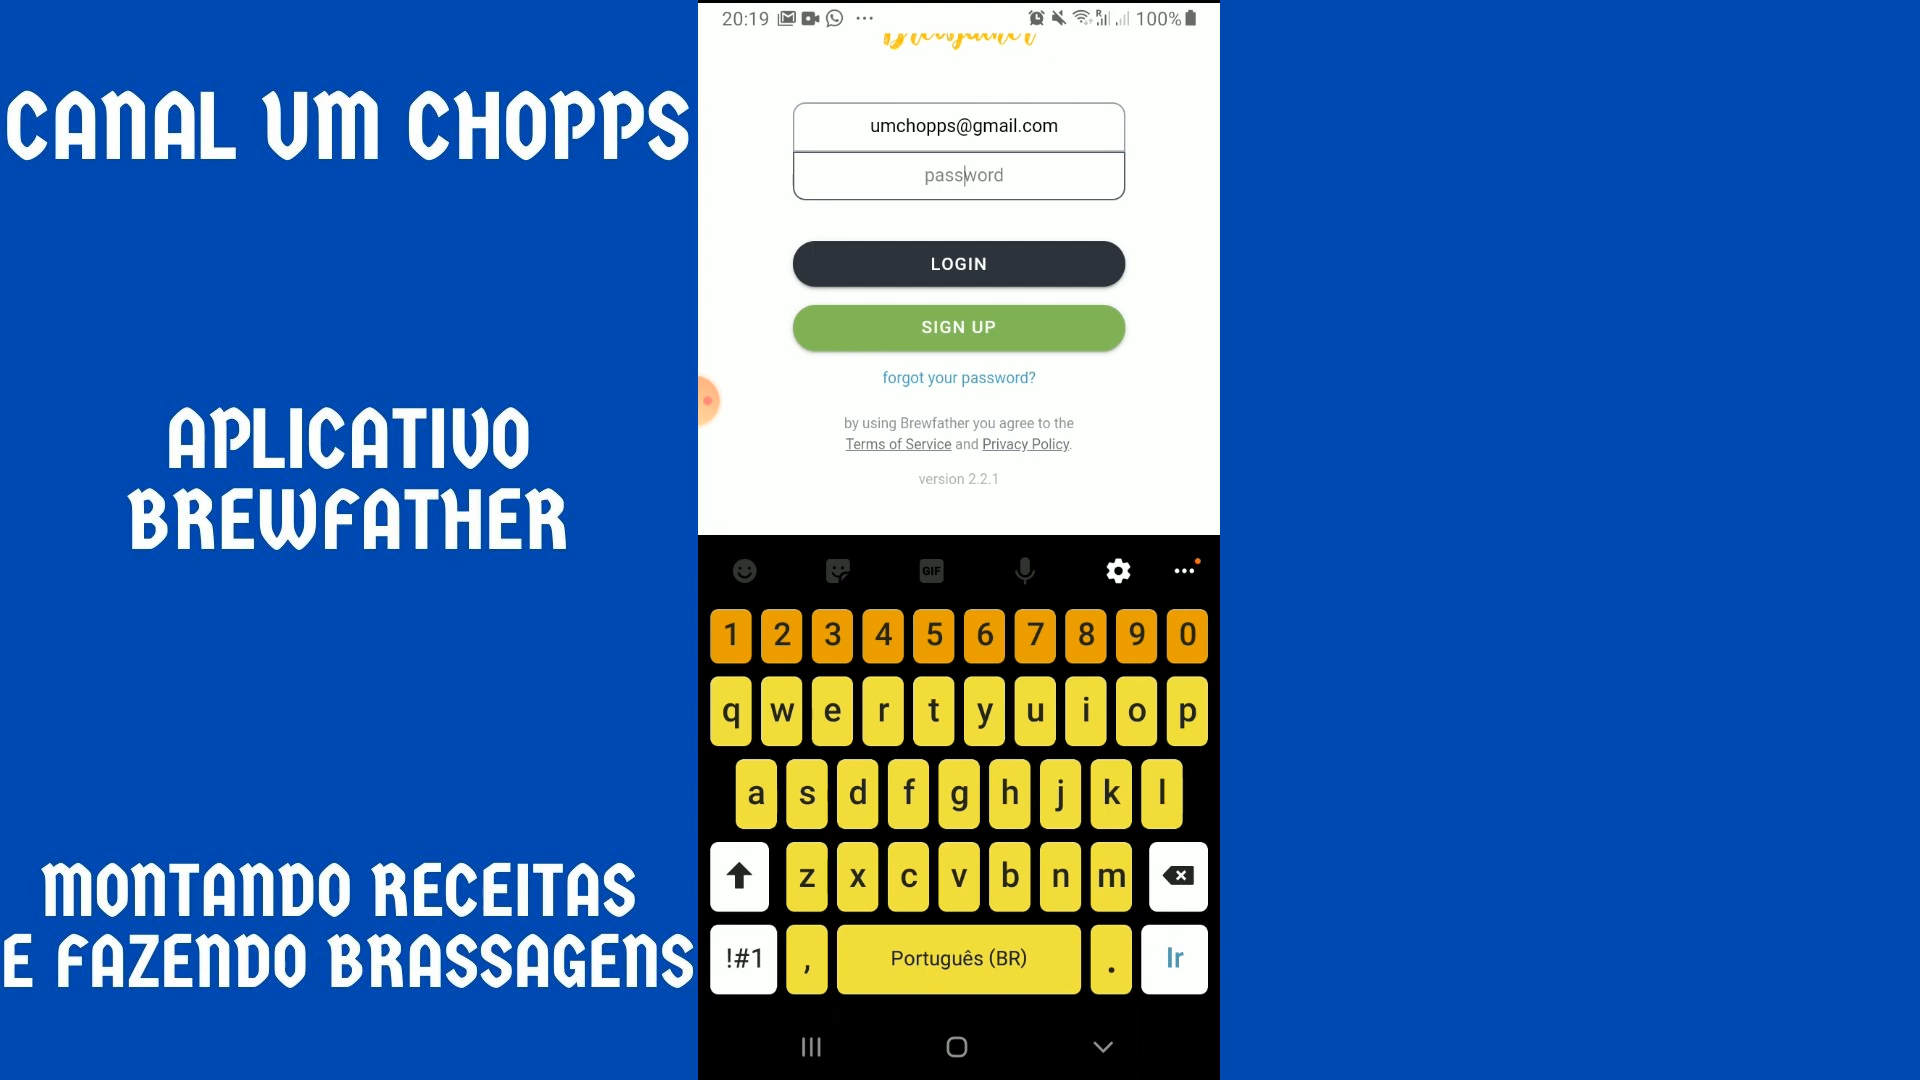 CANAL UM CHOPPS
APLICATIVO
BREWFATHER
MONTANDO RECEITAS
E FAZENDO BRASSAGENS
20:19 100%
Brewfather
umchopps@gmail.com
password
LOGIN
SIGN UP
forgot your password?
by using Brewfather you agree to the
Terms of Service and Privacy Policy.
version 2.2.1
GIF
1 2 3 4 5 6 7 8 9 0
q w e r t y u i o p
a s d f g h j k l
z x c v b n m
!#1 , Português (BR) . Ir